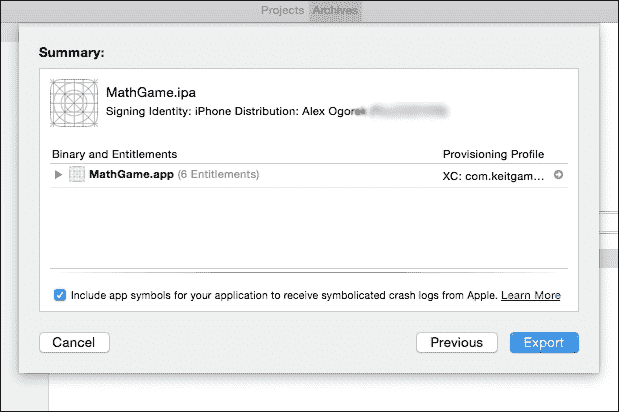 Projects Archives
Summary:
MathGame.ipa
Signing Identity: iPhone Distribution: Alex
Binary and Entitlements Provisioning Profile
MathGame.app (6 Entitlements) XC: com.keitgam...
Include app symbols for your application to receive symbolicated crash logs from Apple. Learn More
Cancel Previous Export